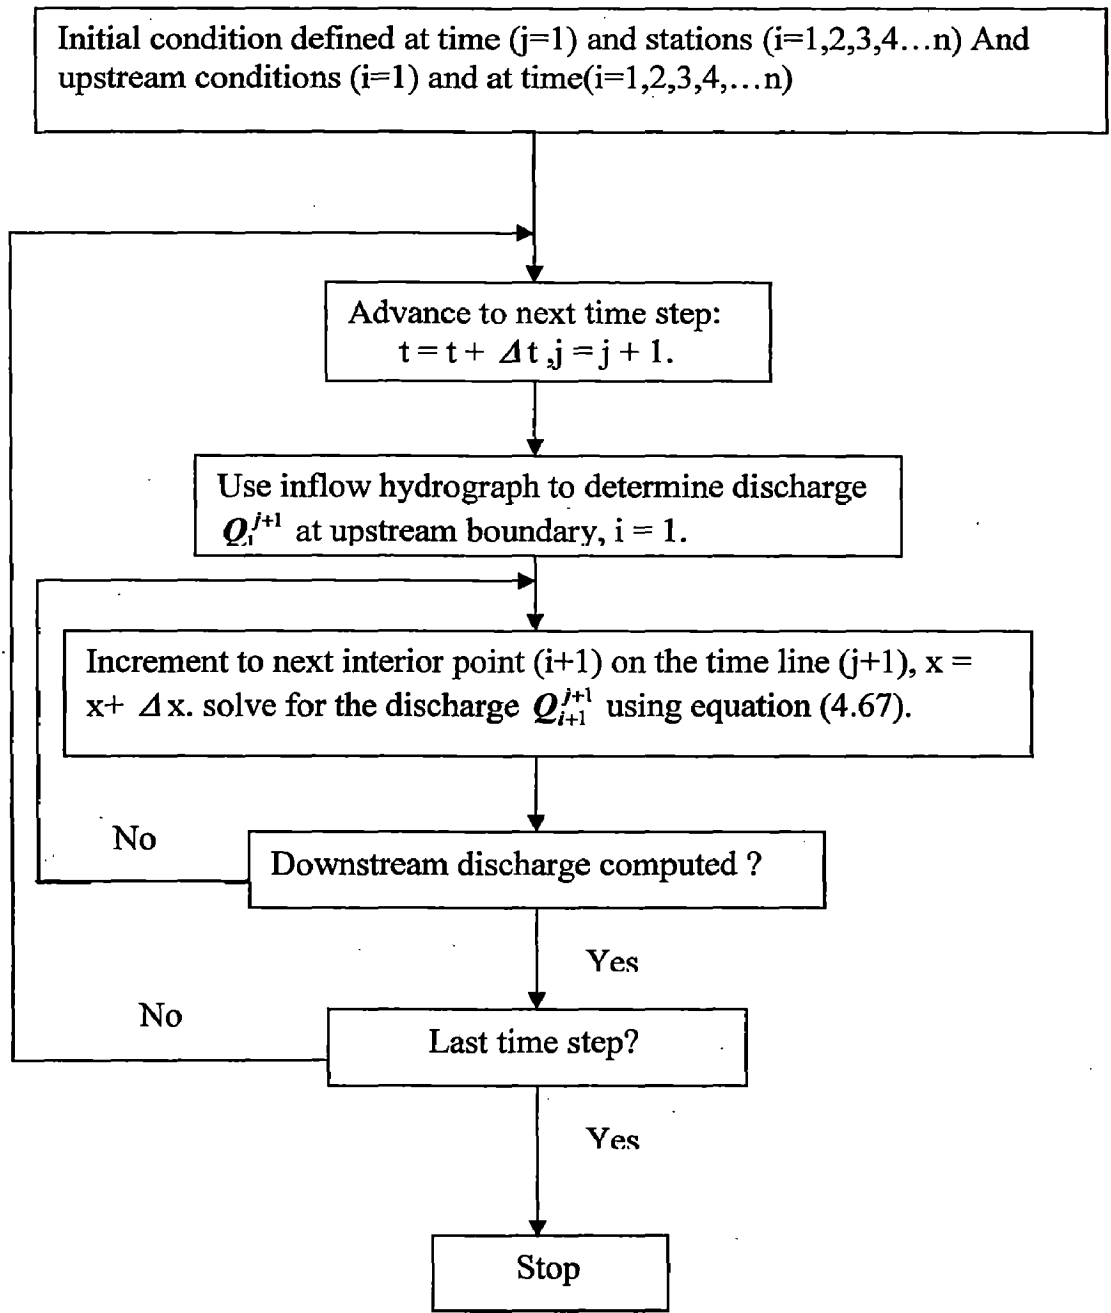 Initial condition defined at time (j=1) and stations (i=1,2,3,4…n) And
upstream conditions (i=1) and at time(i=1,2,3,4,…n)
Advance to next time step:
t = t + Δt ,j = j + 1.
Use inflow hydrograph to determine discharge
Q₁ʲ⁺¹ at upstream boundary, i = 1.
Increment to next interior point (i+1) on the time line (j+1), x =
x+ Δx. solve for the discharge Qᵢ₊₁ʲ⁺¹ using equation (4.67).
No
Downstream discharge computed ?
Yes
No
Last time step?
Yes
Stop